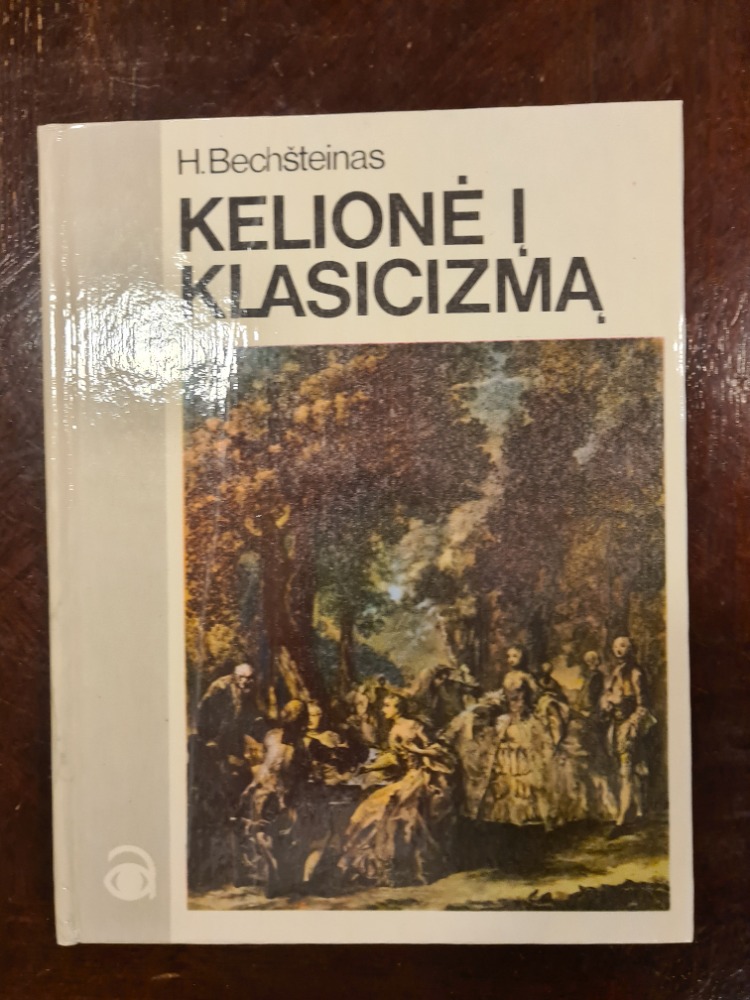 H.Bechšteinas
KELIONĖ Į
KLASICIZMĄ